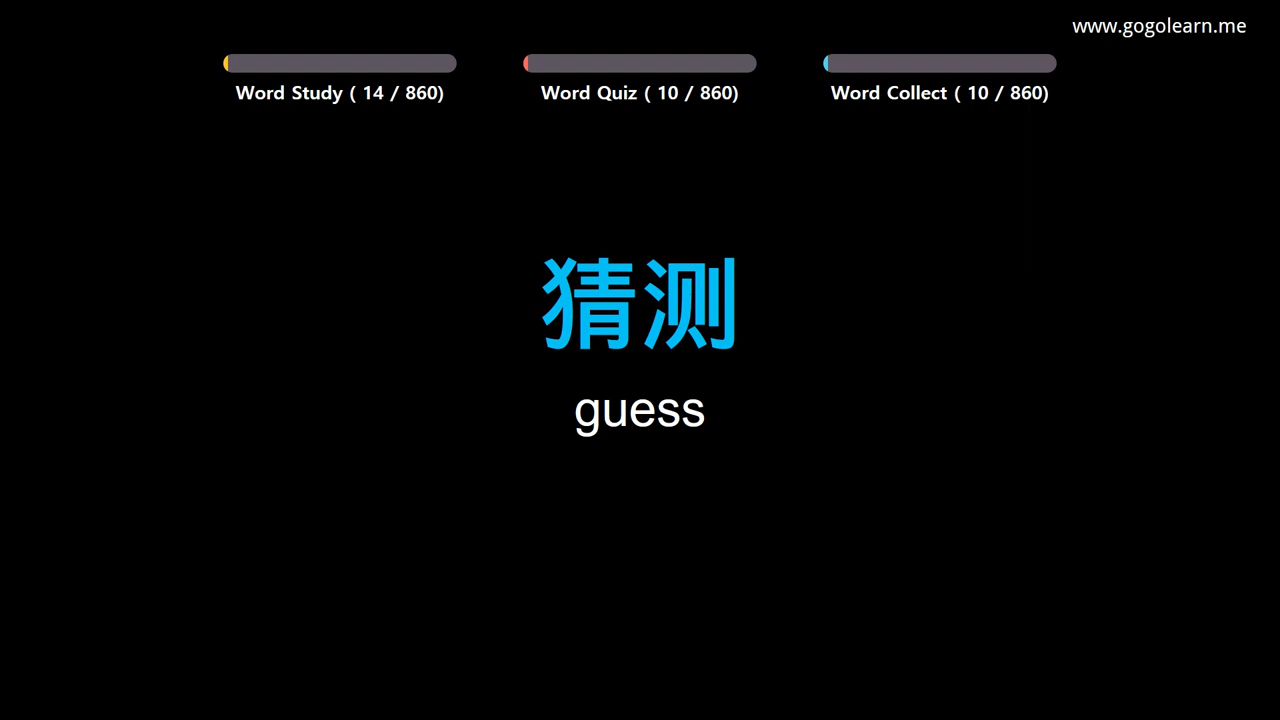 www.gogolearn.me
Word Study ( 14 / 860)
Word Quiz ( 10 / 860)
Word Collect ( 10 / 860)
猜测
guess